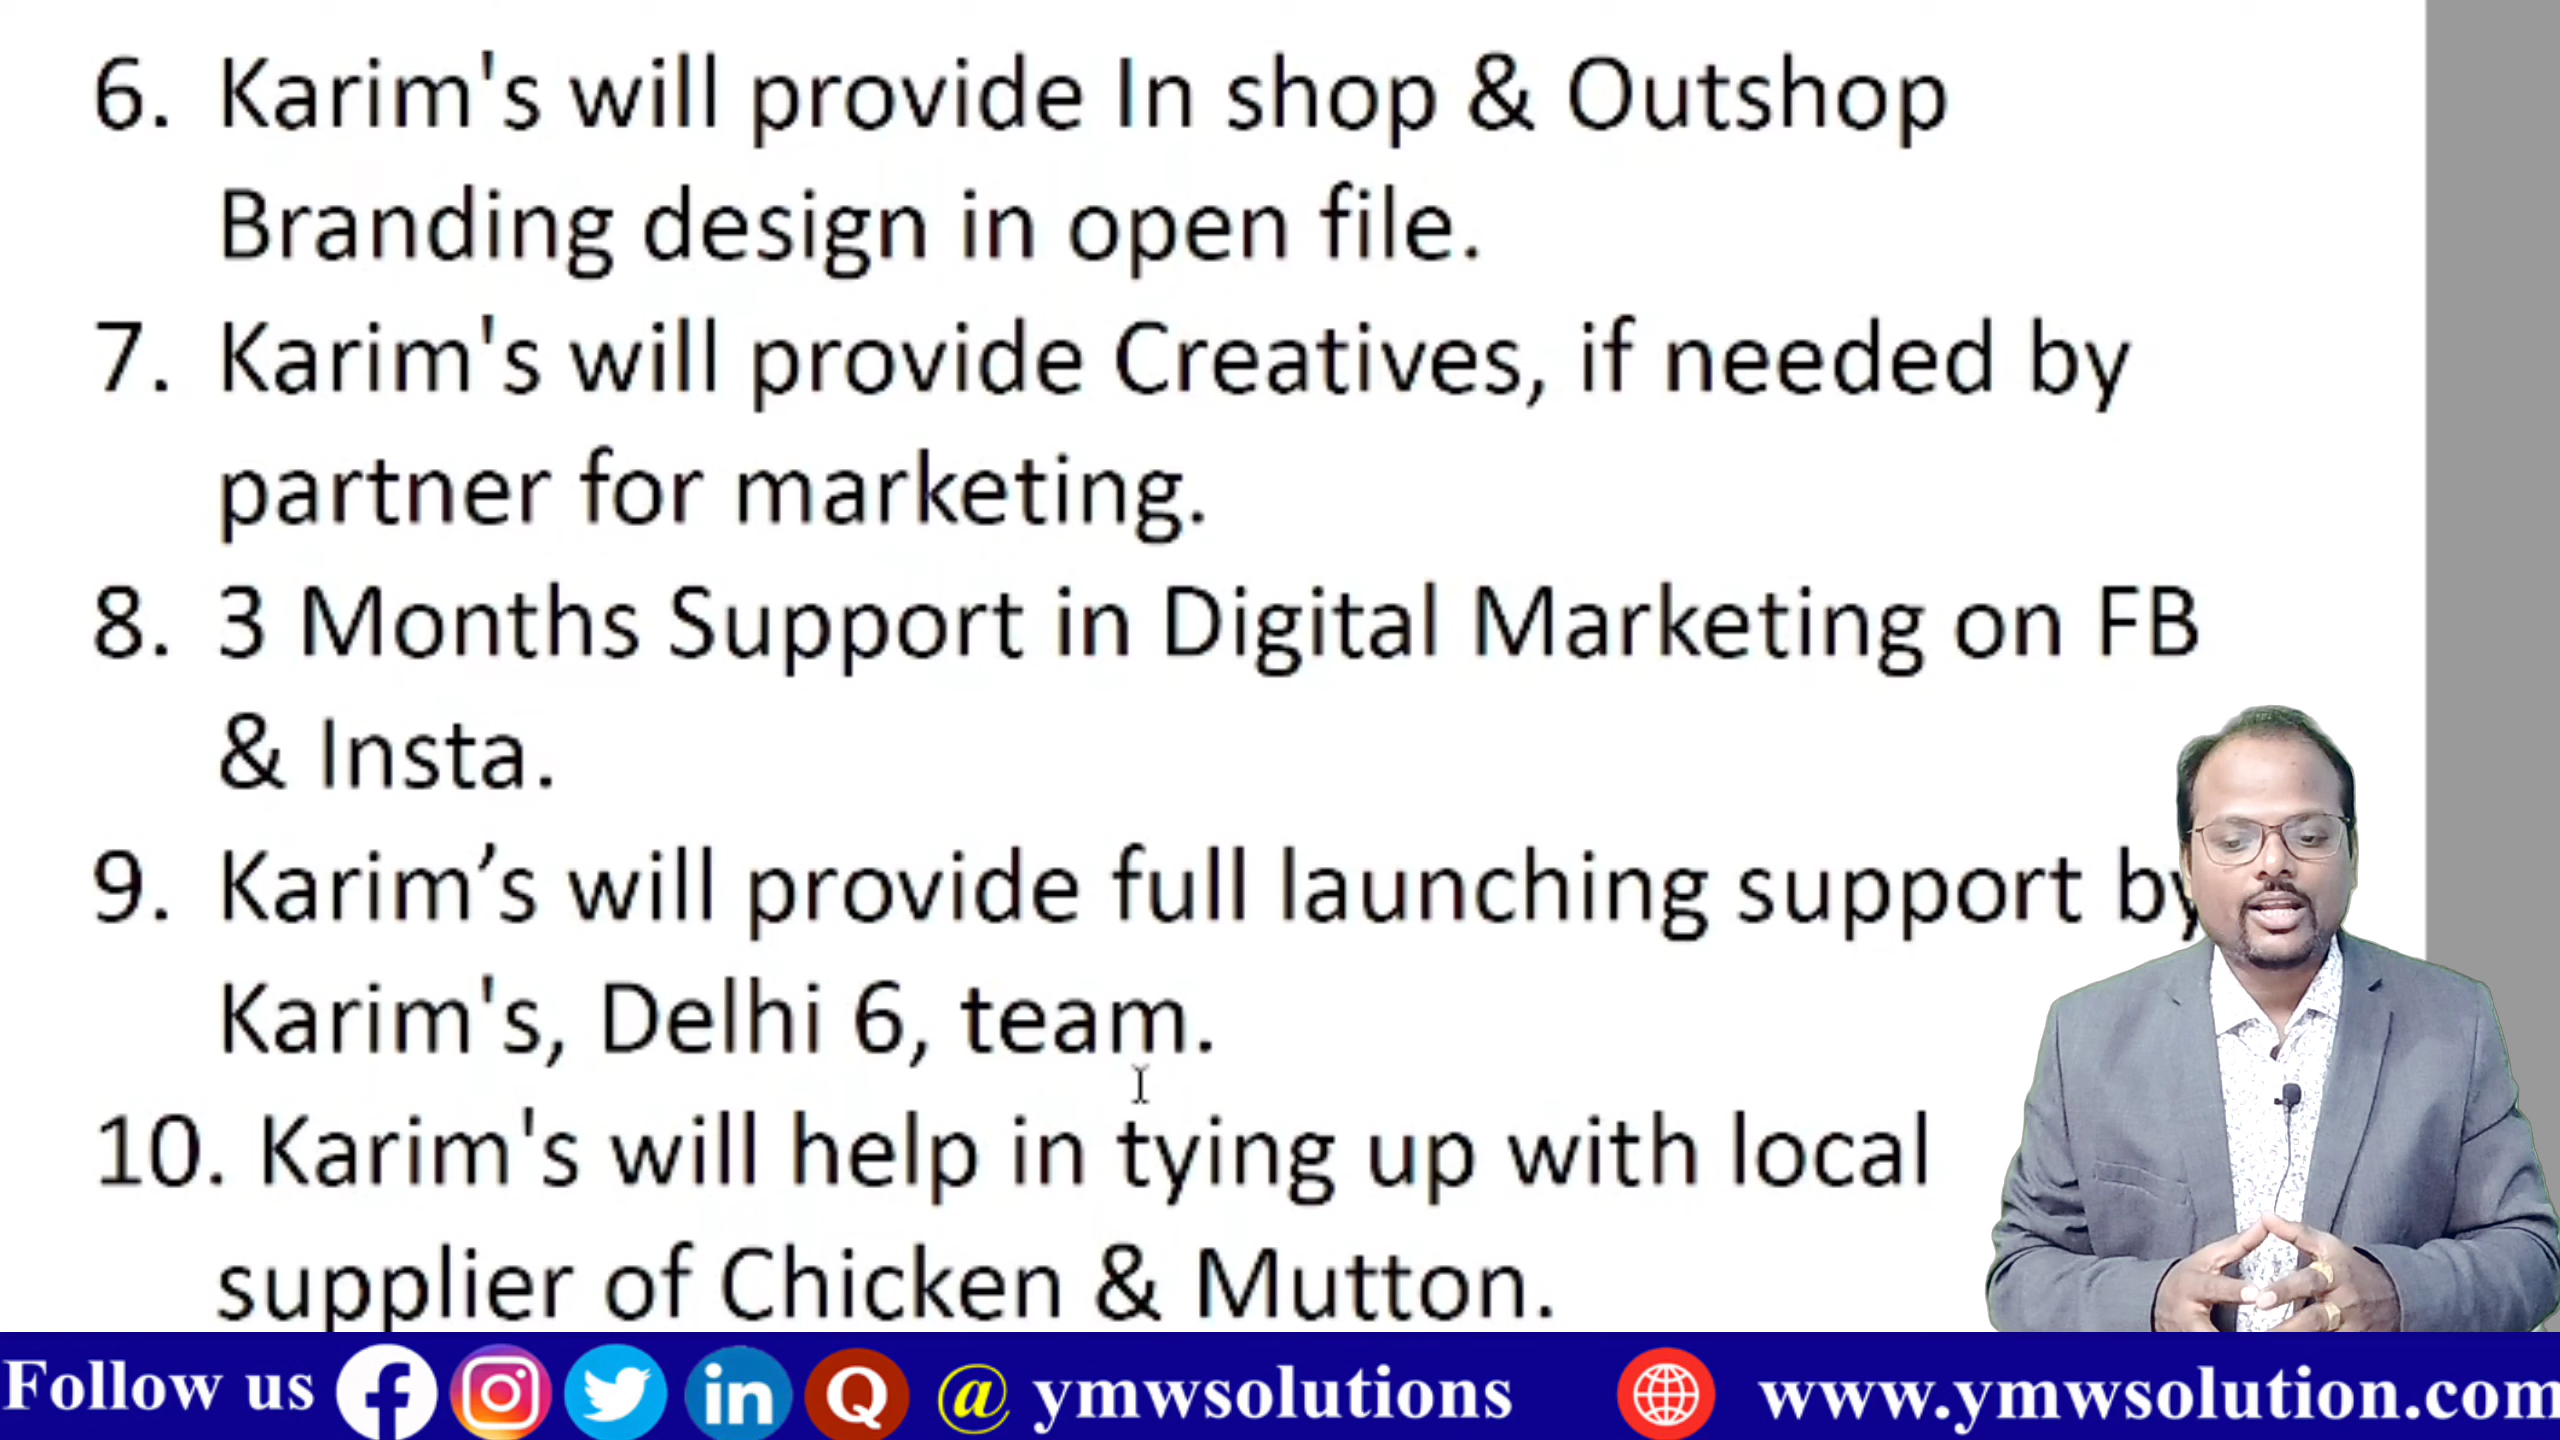 6. Karim's will provide In shop & Outshop
Branding design in open file.
7. Karim's will provide Creatives, if needed by
partner for marketing.
8. 3 Months Support in Digital Marketing on FB
& Insta.
9. Karim’s will provide full launching support by
Karim's, Delhi 6, team.
10. Karim's will help in tying up with local
supplier of Chicken & Mutton.
Follow us f in Q @ ymwsolutions www.ymwsolution.com